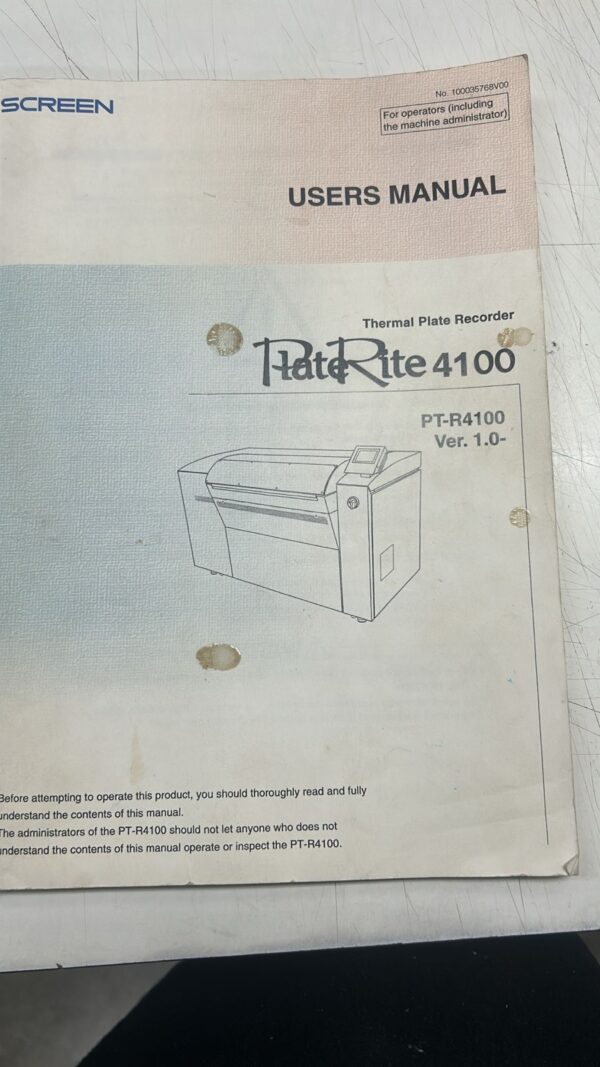 SCREEN
No. 100035768V00
For operators (including
the machine administrator)
USERS MANUAL
Thermal Plate Recorder
PlateRite 4100
PT-R4100
Ver. 1.0-
Before attempting to operate this product, you should thoroughly read and fully
understand the contents of this manual.
The administrators of the PT-R4100 should not let anyone who does not
understand the contents of this manual operate or inspect the PT-R4100.